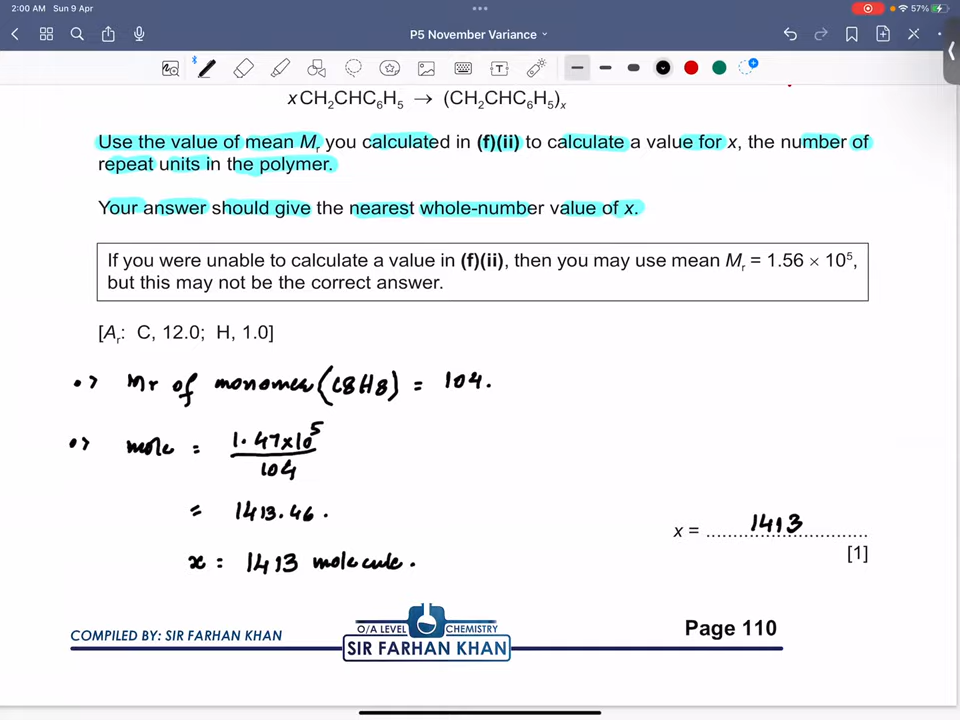 2:00 AM Sun 9 Apr
57%
P5 November Variance
xCH₂CHC₆H₅ → (CH₂CHC₆H₅)ₓ
Use the value of mean Mᵣ you calculated in (f)(ii) to calculate a value for x, the number of
repeat units in the polymer.
Your answer should give the nearest whole-number value of x.
If you were unable to calculate a value in (f)(ii), then you may use mean Mᵣ = 1.56 × 10⁵,
but this may not be the correct answer.
[Aᵣ: C, 12.0; H, 1.0]
Mr of monomer (C8H8) = 104.
mole = 1.47×10⁵
104
= 1413.46.
x = 1413
[1]
x = 1413 molecule.
COMPILED BY: SIR FARHAN KHAN
O/A LEVEL CHEMISTRY
SIR FARHAN KHAN
Page 110